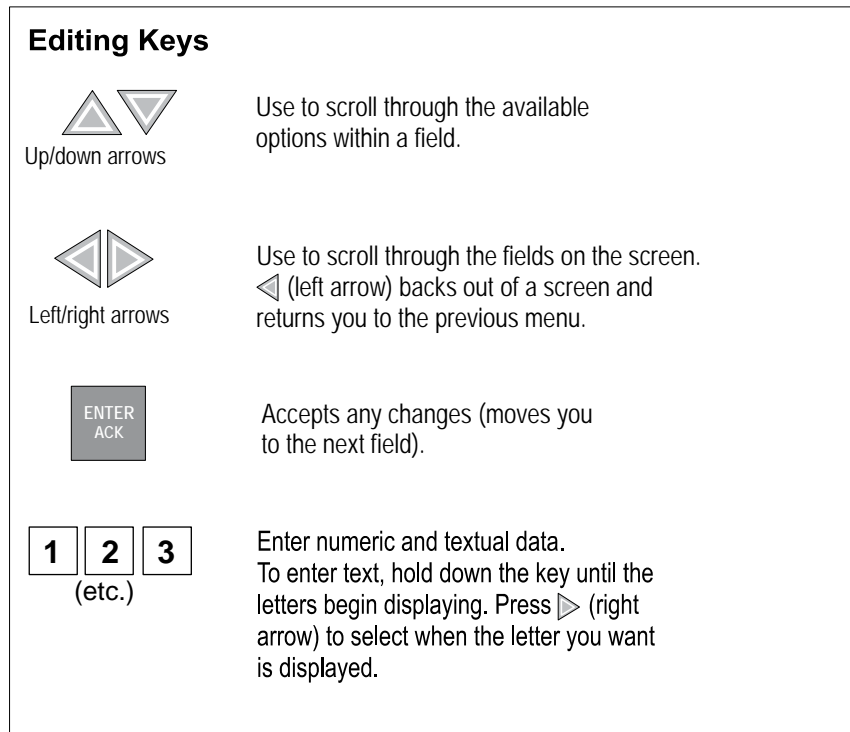 Editing Keys
Use to scroll through the available
options within a field.
Up/down arrows
Use to scroll through the fields on the screen.
(left arrow) backs out of a screen and
returns you to the previous menu.
Left/right arrows
ENTER
ACK
Accepts any changes (moves you
to the next field).
1 2 3
(etc.)
Enter numeric and textual data.
To enter text, hold down the key until the
letters begin displaying. Press (right
arrow) to select when the letter you want
is displayed.